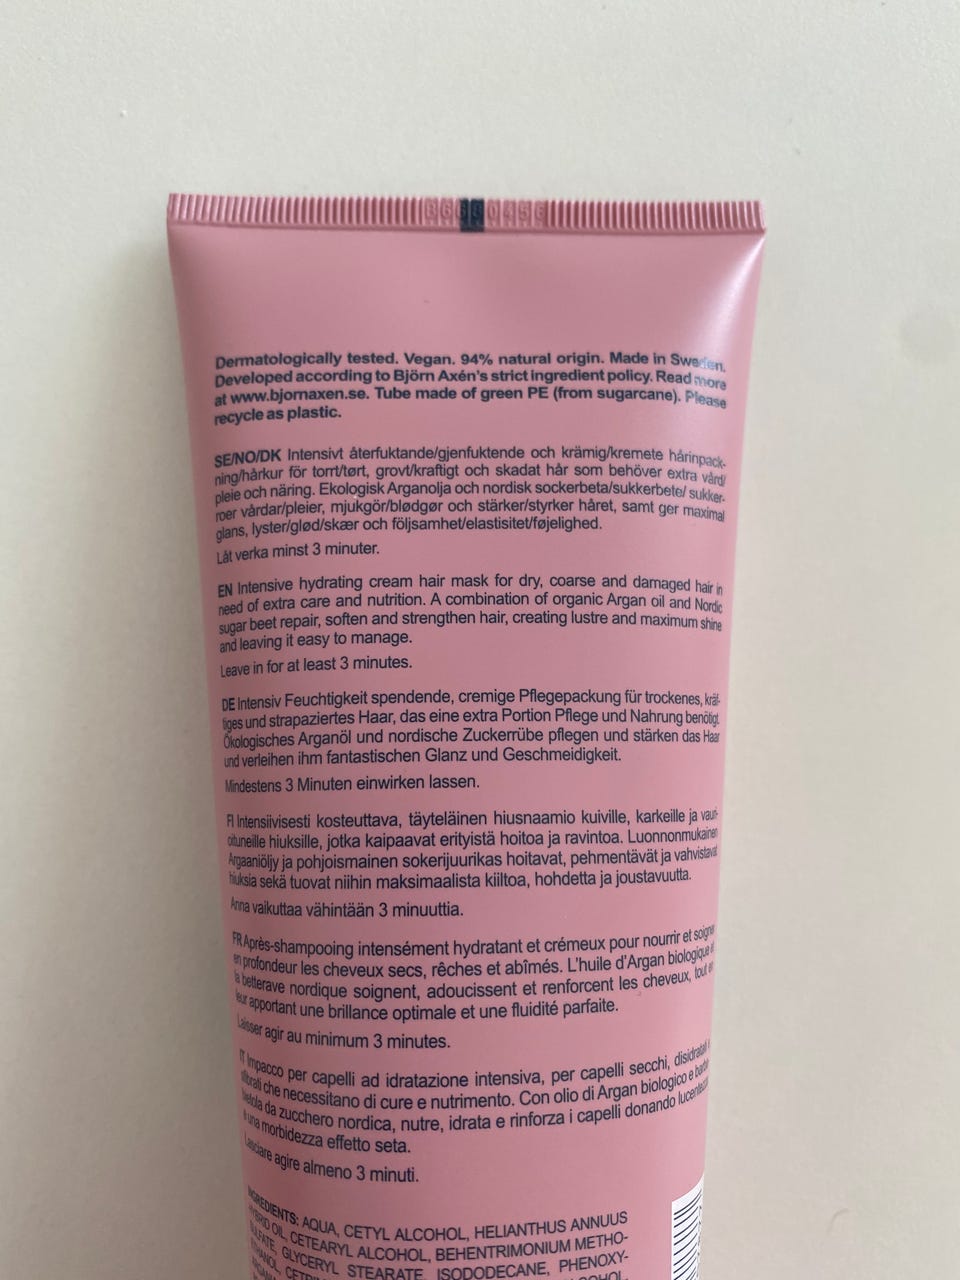 Dermatologically tested. Vegan. 94% natural origin. Made in Sweden.
Developed according to Björn Axén's strict ingredient policy. Read more
at www.bjornaxen.se. Tube made of green PE (from sugarcane). Please
recycle as plastic.
SE/NO/DK Intensivt återfuktande/gjenfuktende och krämig/kremete hårinpack-
ning/hårkur för torrt/tørt, grovt/kraftigt och skadat hår som behöver extra vård/
pleie och näring. Ekologisk Arganolja och nordisk sockerbeta/sukkerbete/ sukker-
roer vårdar/pleier, mjukgör/blødgør och stärker/styrker håret, samt ger maximal
glans, lyster/glød/skær och följsamhet/elastisitet/føjelighed.
Låt verka minst 3 minuter.
EN Intensive hydrating cream hair mask for dry, coarse and damaged hair in
need of extra care and nutrition. A combination of organic Argan oil and Nordic
sugar beet repair, soften and strengthen hair, creating lustre and maximum shine
and leaving it easy to manage.
Leave in for at least 3 minutes.
DE Intensiv Feuchtigkeit spendende, cremige Pflegepackung für trockenes, kräf-
tiges und strapaziertes Haar, das eine extra Portion Pflege und Nahrung benötigt.
Ökologisches Arganöl und nordische Zuckerrübe pflegen und stärken das Haar
und verleihen ihm fantastischen Glanz und Geschmeidigkeit.
Mindestens 3 Minuten einwirken lassen.
FI Intensiivisesti kosteuttava, täyteläinen hiusnaamio kuiville, karkeille ja vauri-
oituneille hiuksille, jotka kaipaavat erityistä hoitoa ja ravintoa. Luonnonmukainen
Argaaniöljy ja pohjoismainen sokerijuurikas hoitavat, pehmentävät ja vahvistavat
hiuksia sekä tuovat niihin maksimaalista kiiltoa, hohdetta ja joustavuutta.
Anna vaikuttaa vähintään 3 minuuttia.
FR Après-shampooing intensément hydratant et crémeux pour nourrir et soigner
en profondeur les cheveux secs, rêches et abîmés. L'huile d'Argan biologique et
la betterave nordique soignent, adoucissent et renforcent les cheveux, tout en
leur apportant une brillance optimale et une fluidité parfaite.
Laisser agir au minimum 3 minutes.
IT Impacco per capelli ad idratazione intensiva, per capelli secchi, disidratati
sfibrati che necessitano di cure e nutrimento. Con olio di Argan biologico e barba-
bietola da zucchero nordica, nutre, idrata e rinforza i capelli donando lucentezza
e una morbidezza effetto seta.
Lasciare agire almeno 3 minuti.
INGREDIENTS: AQUA, CETYL ALCOHOL, HELIANTHUS ANNUUS
HYBRID OIL, CETEARYL ALCOHOL, BEHENTRIMONIUM METHO-
SULFATE, GLYCERYL STEARATE, ISODODECANE, PHENOXY-
ETHANOL,